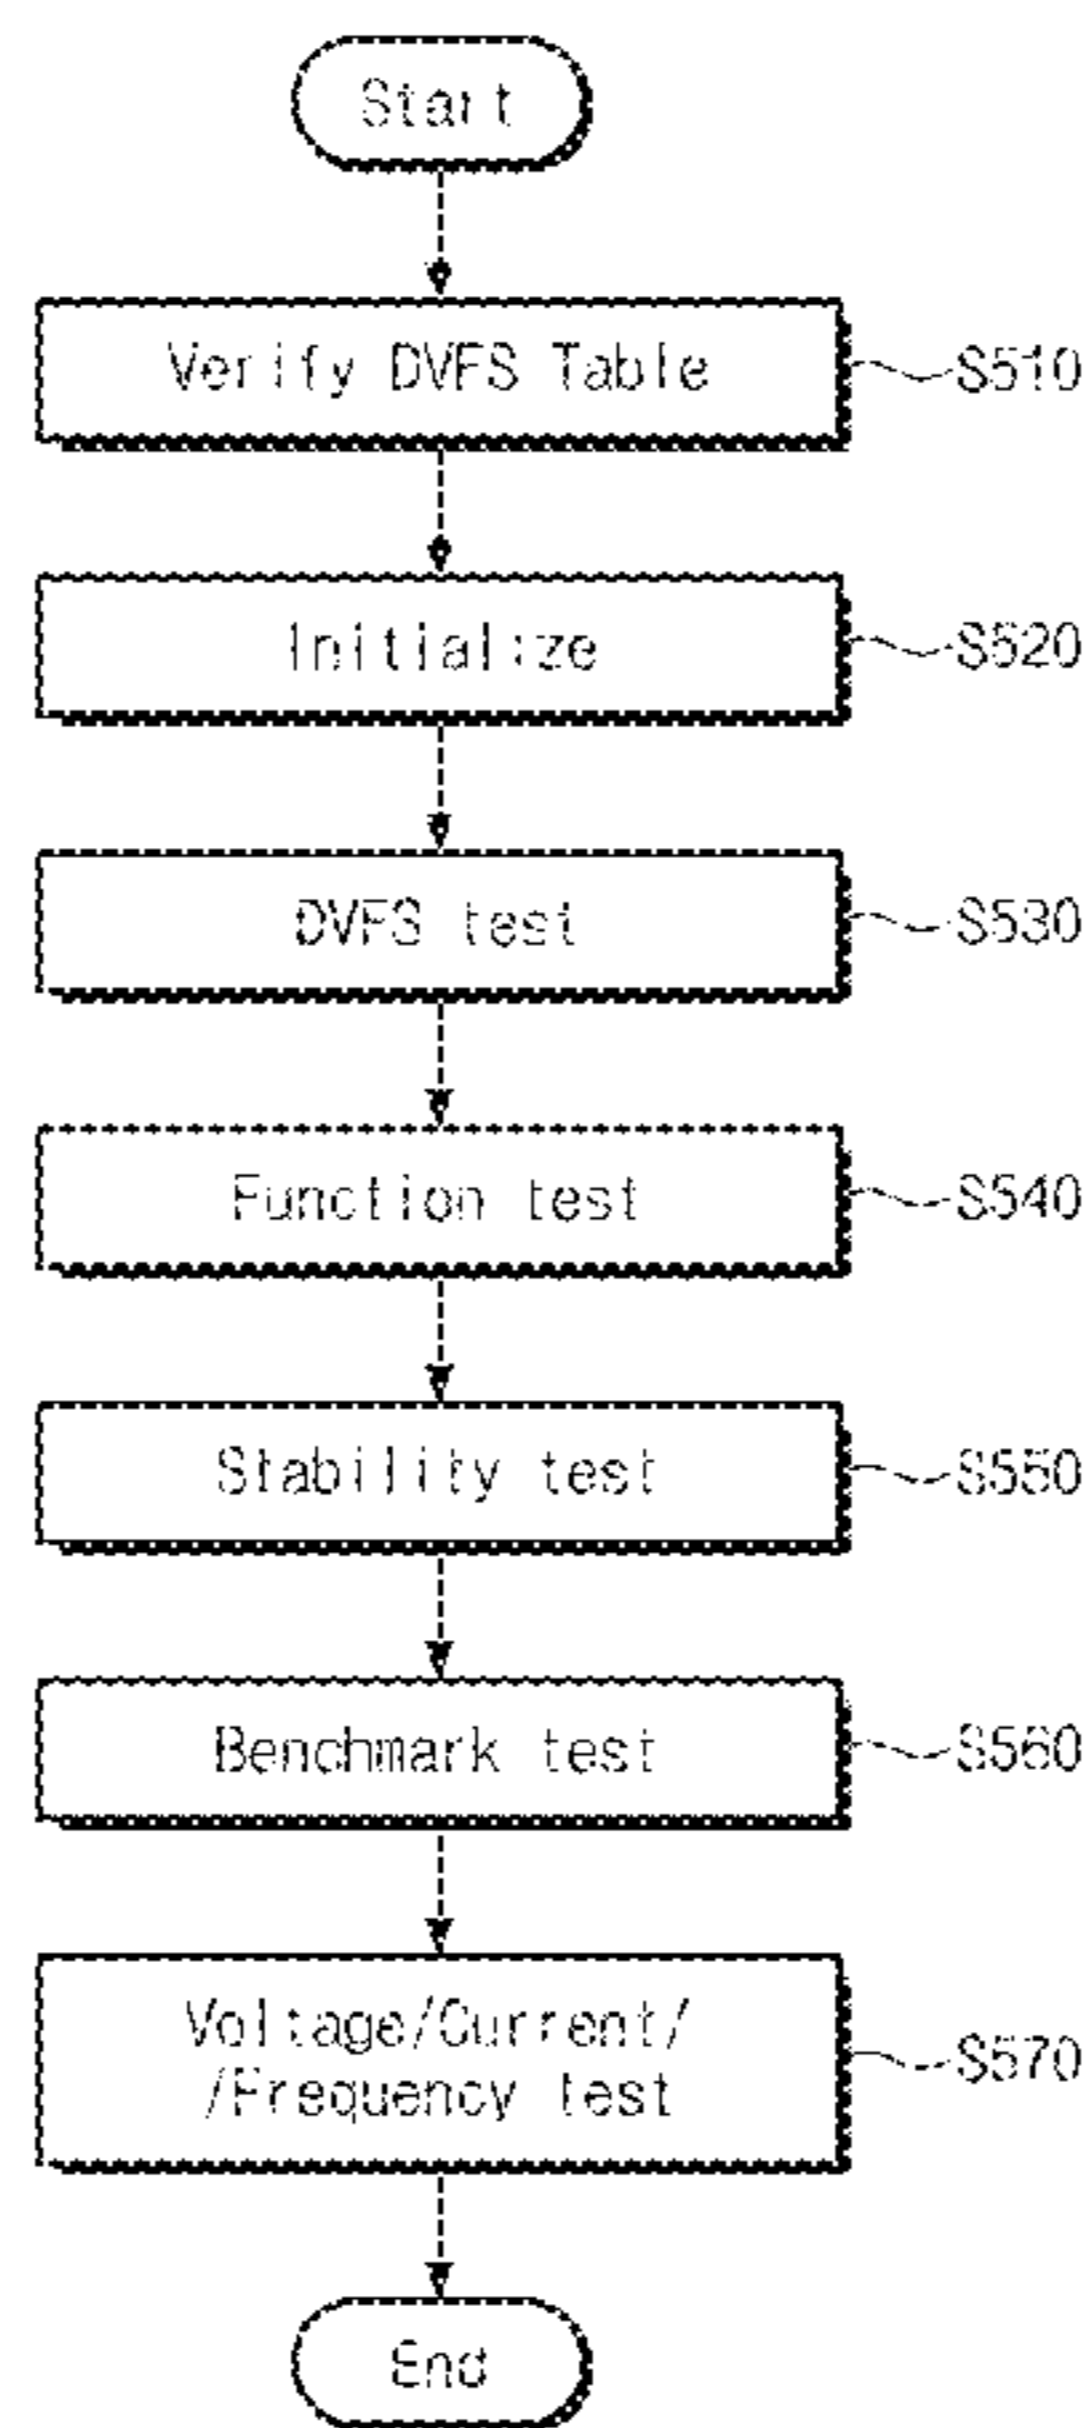 Start
Verify DVFS Table
S510
Initialize
S520
DVFS test
S530
Function test
S540
Stability test
S550
Benchmark test
S560
Voltage/Current/
/Frequency test
S570
End